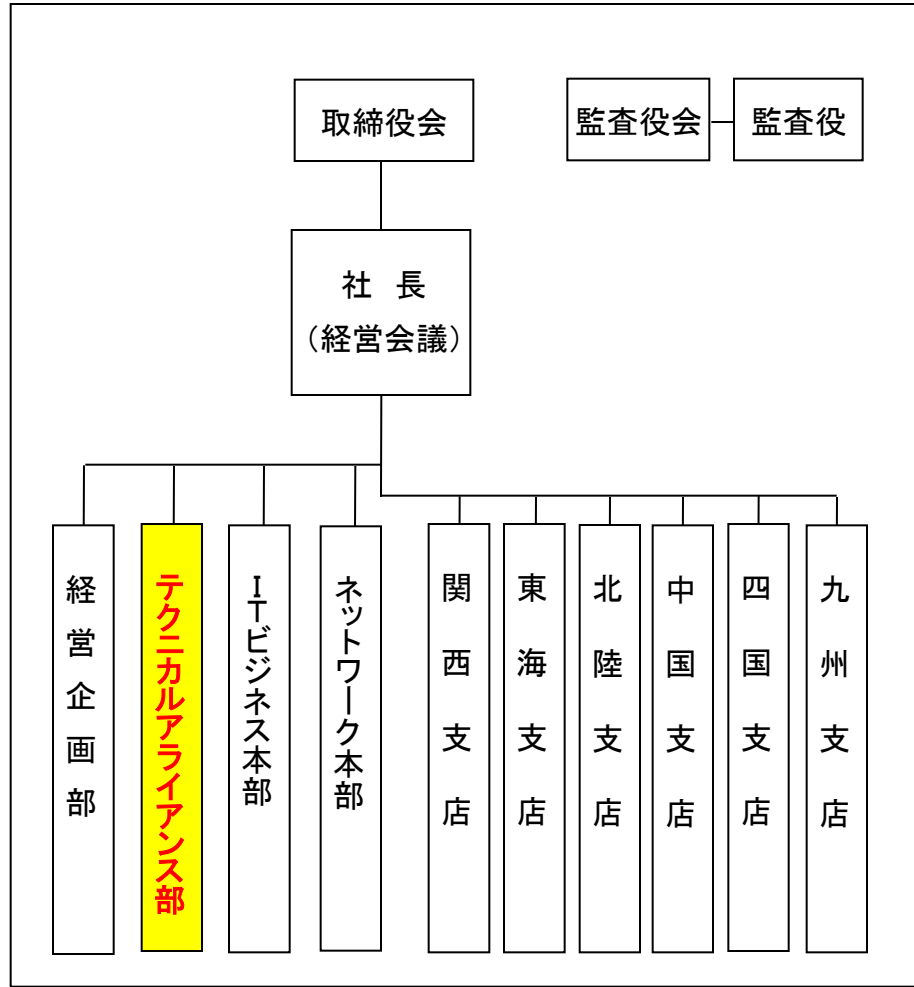 取締役会
監査役会
監査役
社長
（経営会議）
経営企画部
テクニカルアライアンス部
ITビジネス本部
ネットワーク本部
関西支店
東海支店
北陸支店
中国支店
四国支店
九州支店